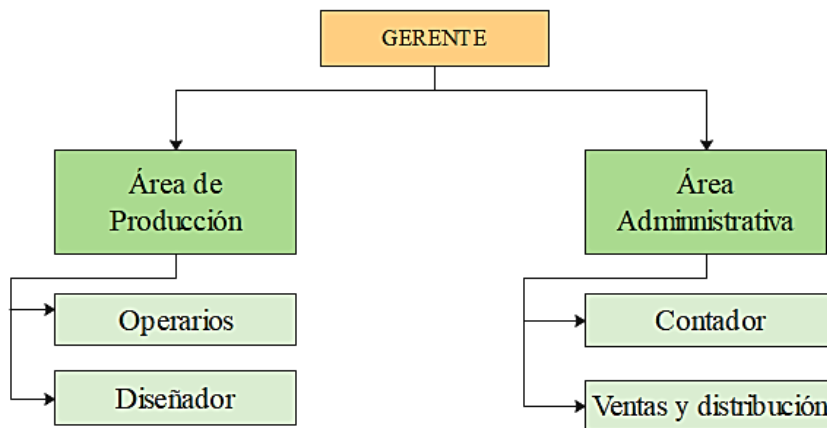 GERENTE
Área de
Producción
Área
Adminnistrativa
Operarios
Contador
Diseñador
Ventas y distribución